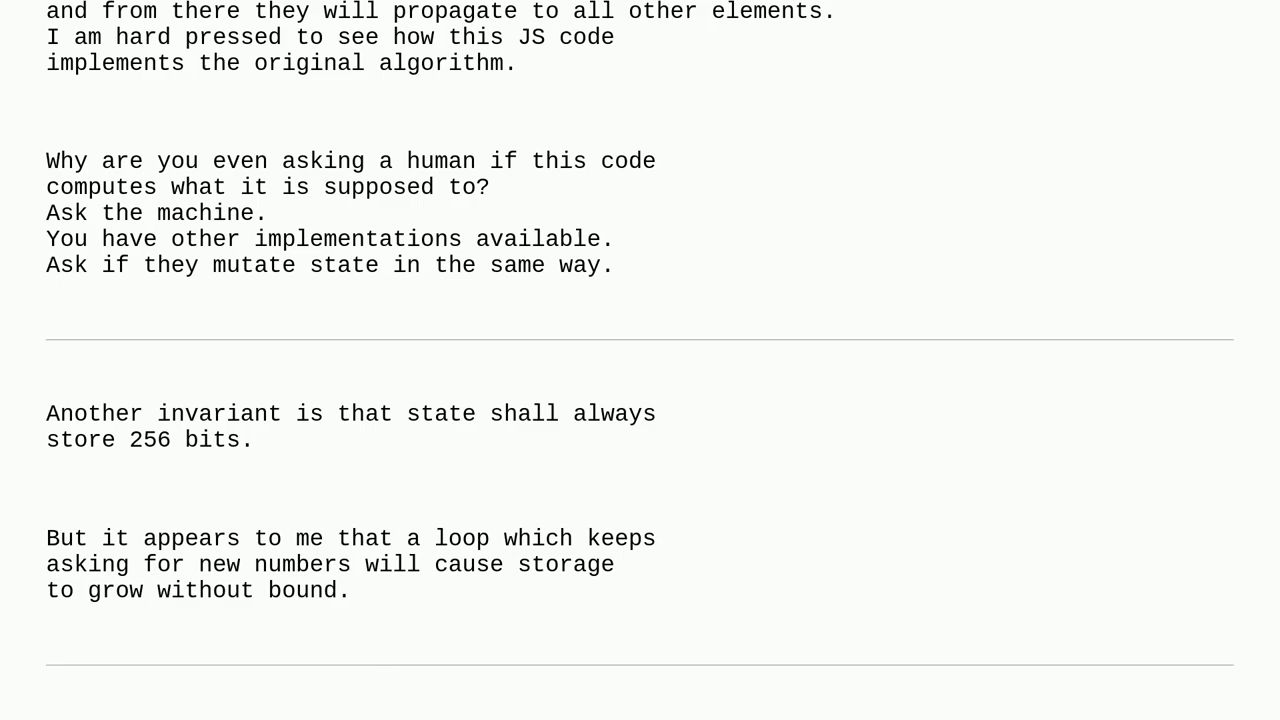 and from there they will propagate to all other elements.
I am hard pressed to see how this JS code
implements the original algorithm.
Why are you even asking a human if this code
computes what it is supposed to?
Ask the machine.
You have other implementations available.
Ask if they mutate state in the same way.
Another invariant is that state shall always
store 256 bits.
But it appears to me that a loop which keeps
asking for new numbers will cause storage
to grow without bound.